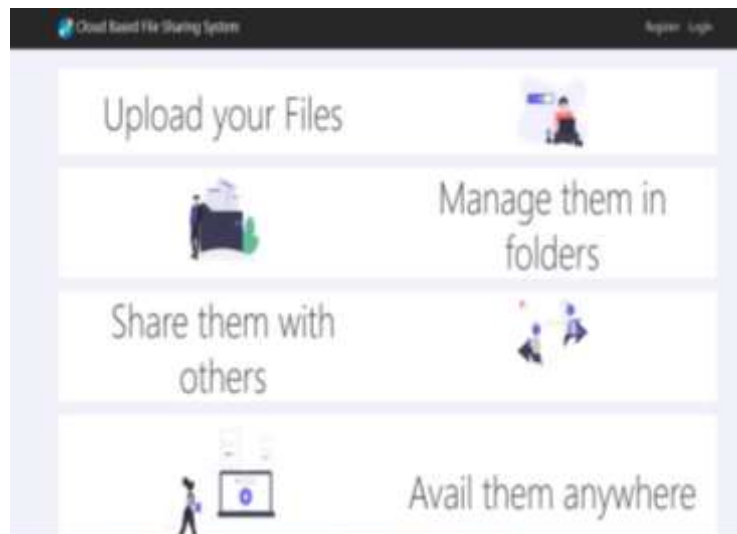 Cloud Based File Sharing System
Register Login
Upload your Files
Manage them in
folders
Share them with
others
Avail them anywhere